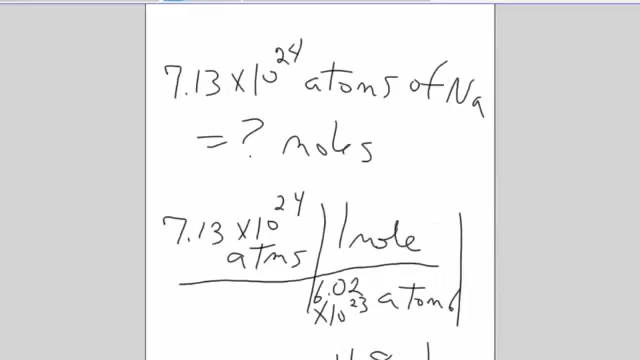 7.13 x 10^24 atoms of Na
= ? moles
7.13 x 10^24 | 1 mole |
atms
6.02 atoms
x10^23